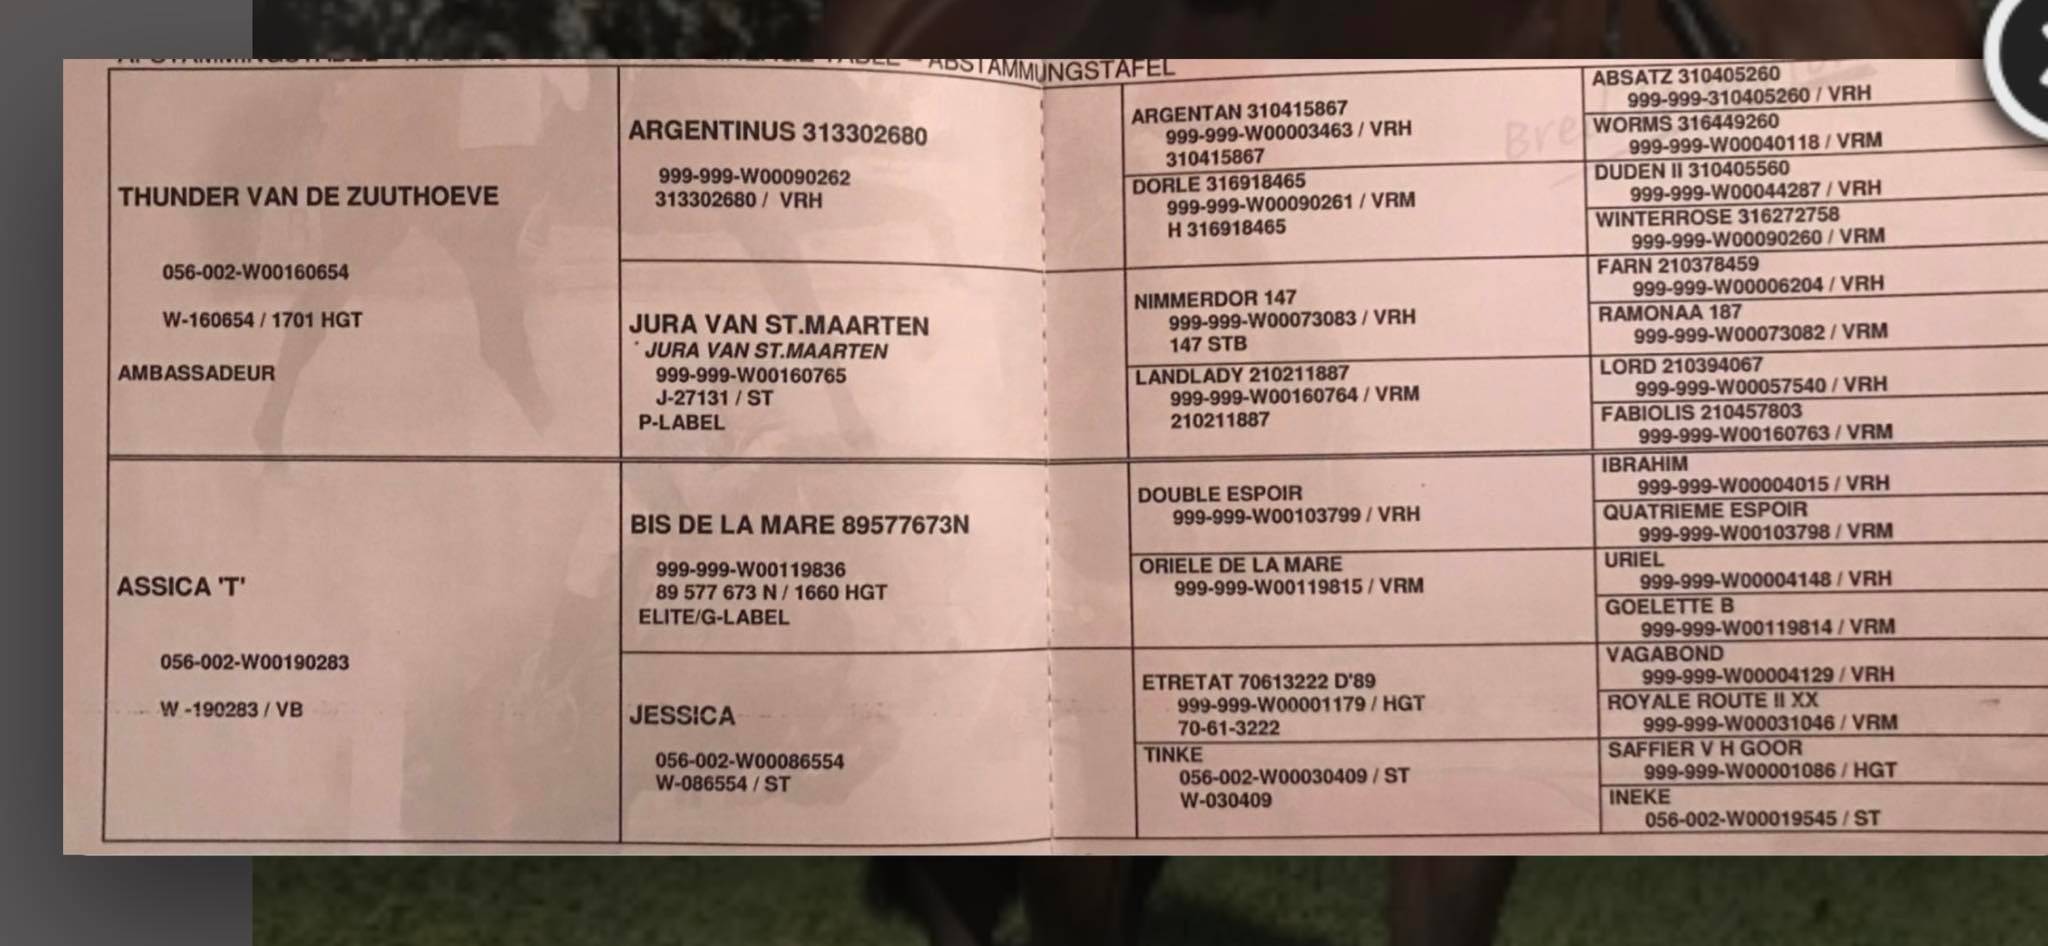 ABSTAMMUNGSTAFEL
THUNDER VAN DE ZUUTHOEVE
056-002-W00160654
W-160654 / 1701 HGT
AMBASSADEUR
ASSICA 'T'
056-002-W00190283
W -190283 / VB
ARGENTINUS 313302680
999-999-W00090262
313302680 / VRH
JURA VAN ST.MAARTEN
JURA VAN ST.MAARTEN
999-999-W00160765
J-27131 / ST
P-LABEL
BIS DE LA MARE 89577673N
999-999-W00119836
89 577 673 N / 1660 HGT
ELITE/G-LABEL
JESSICA
056-002-W00086554
W-086554 / ST
ARGENTAN 310415867
999-999-W00003463 / VRH
310415867
DORLE 316918465
999-999-W00090261 / VRM
H 316918465
NIMMERDOR 147
999-999-W00073083 / VRH
147 STB
LANDLADY 210211887
999-999-W00160764 / VRM
210211887
DOUBLE ESPOIR
999-999-W00103799 / VRH
ORIELE DE LA MARE
999-999-W00119815 / VRM
ETRETAT 70613222 D'89
999-999-W00001179 / HGT
70-61-3222
TINKE
056-002-W00030409 / ST
W-030409
ABSATZ 310405260
999-999-310405260 / VRH
WORMS 316449260
999-999-W00040118 / VRM
DUDEN II 310405560
999-999-W00044287 / VRH
WINTERROSE 316272758
999-999-W00090260 / VRM
FARN 210378459
999-999-W00006204 / VRH
RAMONAA 187
999-999-W00073082 / VRM
LORD 210394067
999-999-W00057540 / VRH
FABIOLIS 210457803
999-999-W00160763 / VRM
IBRAHIM
999-999-W00004015 / VRH
QUATRIEME ESPOIR
999-999-W00103798 / VRM
URIEL
999-999-W00004148 / VRH
GOELETTE B
999-999-W00119814 / VRM
VAGABOND
999-999-W00004129 / VRH
ROYALE ROUTE II XX
999-999-W00031046 / VRM
SAFFIER V H GOOR
999-999-W00001086 / HGT
INEKE
056-002-W00019545 / ST